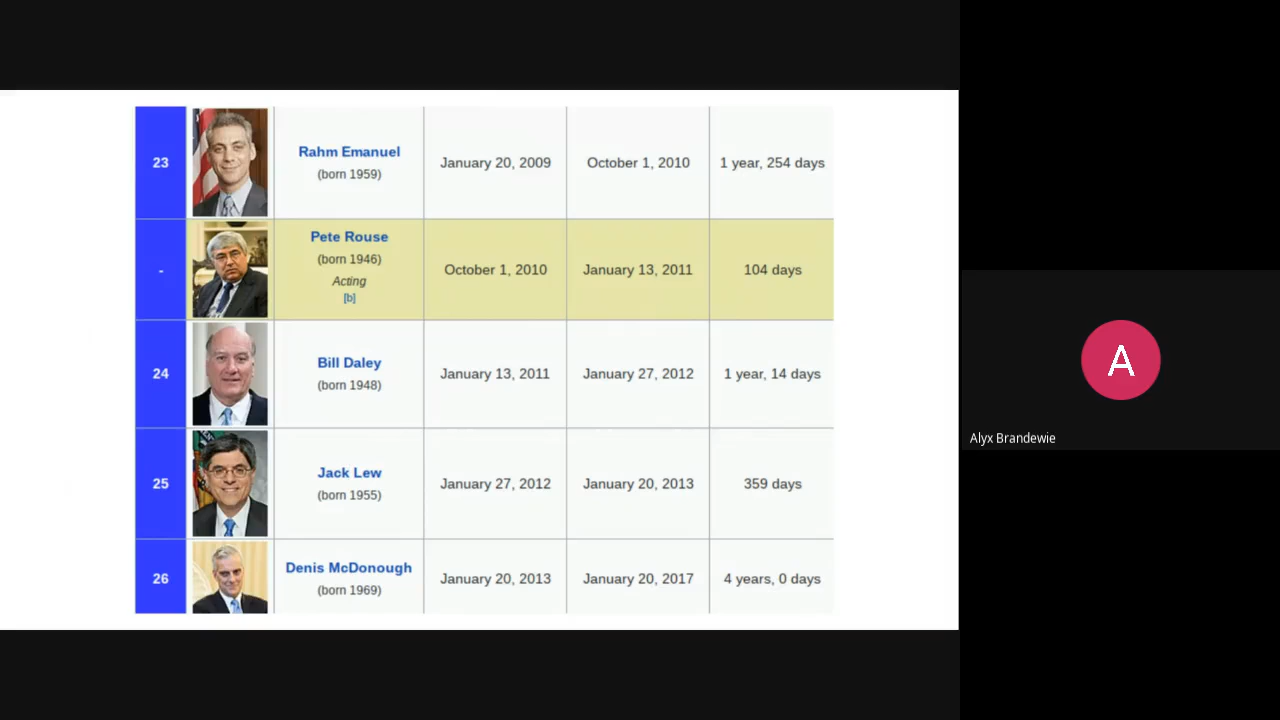 23
Rahm Emanuel
(born 1959)
January 20, 2009
October 1, 2010
1 year, 254 days
-
Pete Rouse
(born 1946)
Acting
[b]
October 1, 2010
January 13, 2011
104 days
24
Bill Daley
(born 1948)
January 13, 2011
January 27, 2012
1 year, 14 days
25
Jack Lew
(born 1955)
January 27, 2012
January 20, 2013
359 days
26
Denis McDonough
(born 1969)
January 20, 2013
January 20, 2017
4 years, 0 days
A
Alyx Brandewie